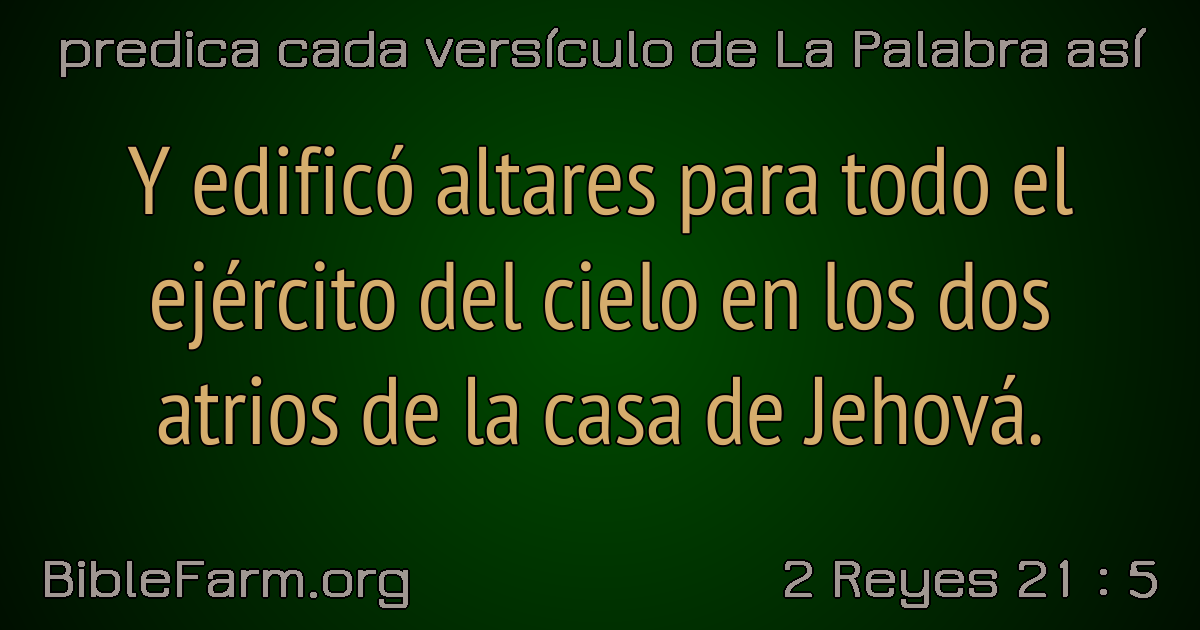 predica cada versículo de La Palabra así
Y edificó altares para todo el
ejército del cielo en los dos
atrios de la casa de Jehová.
BibleFarm.org
2 Reyes 21 : 5